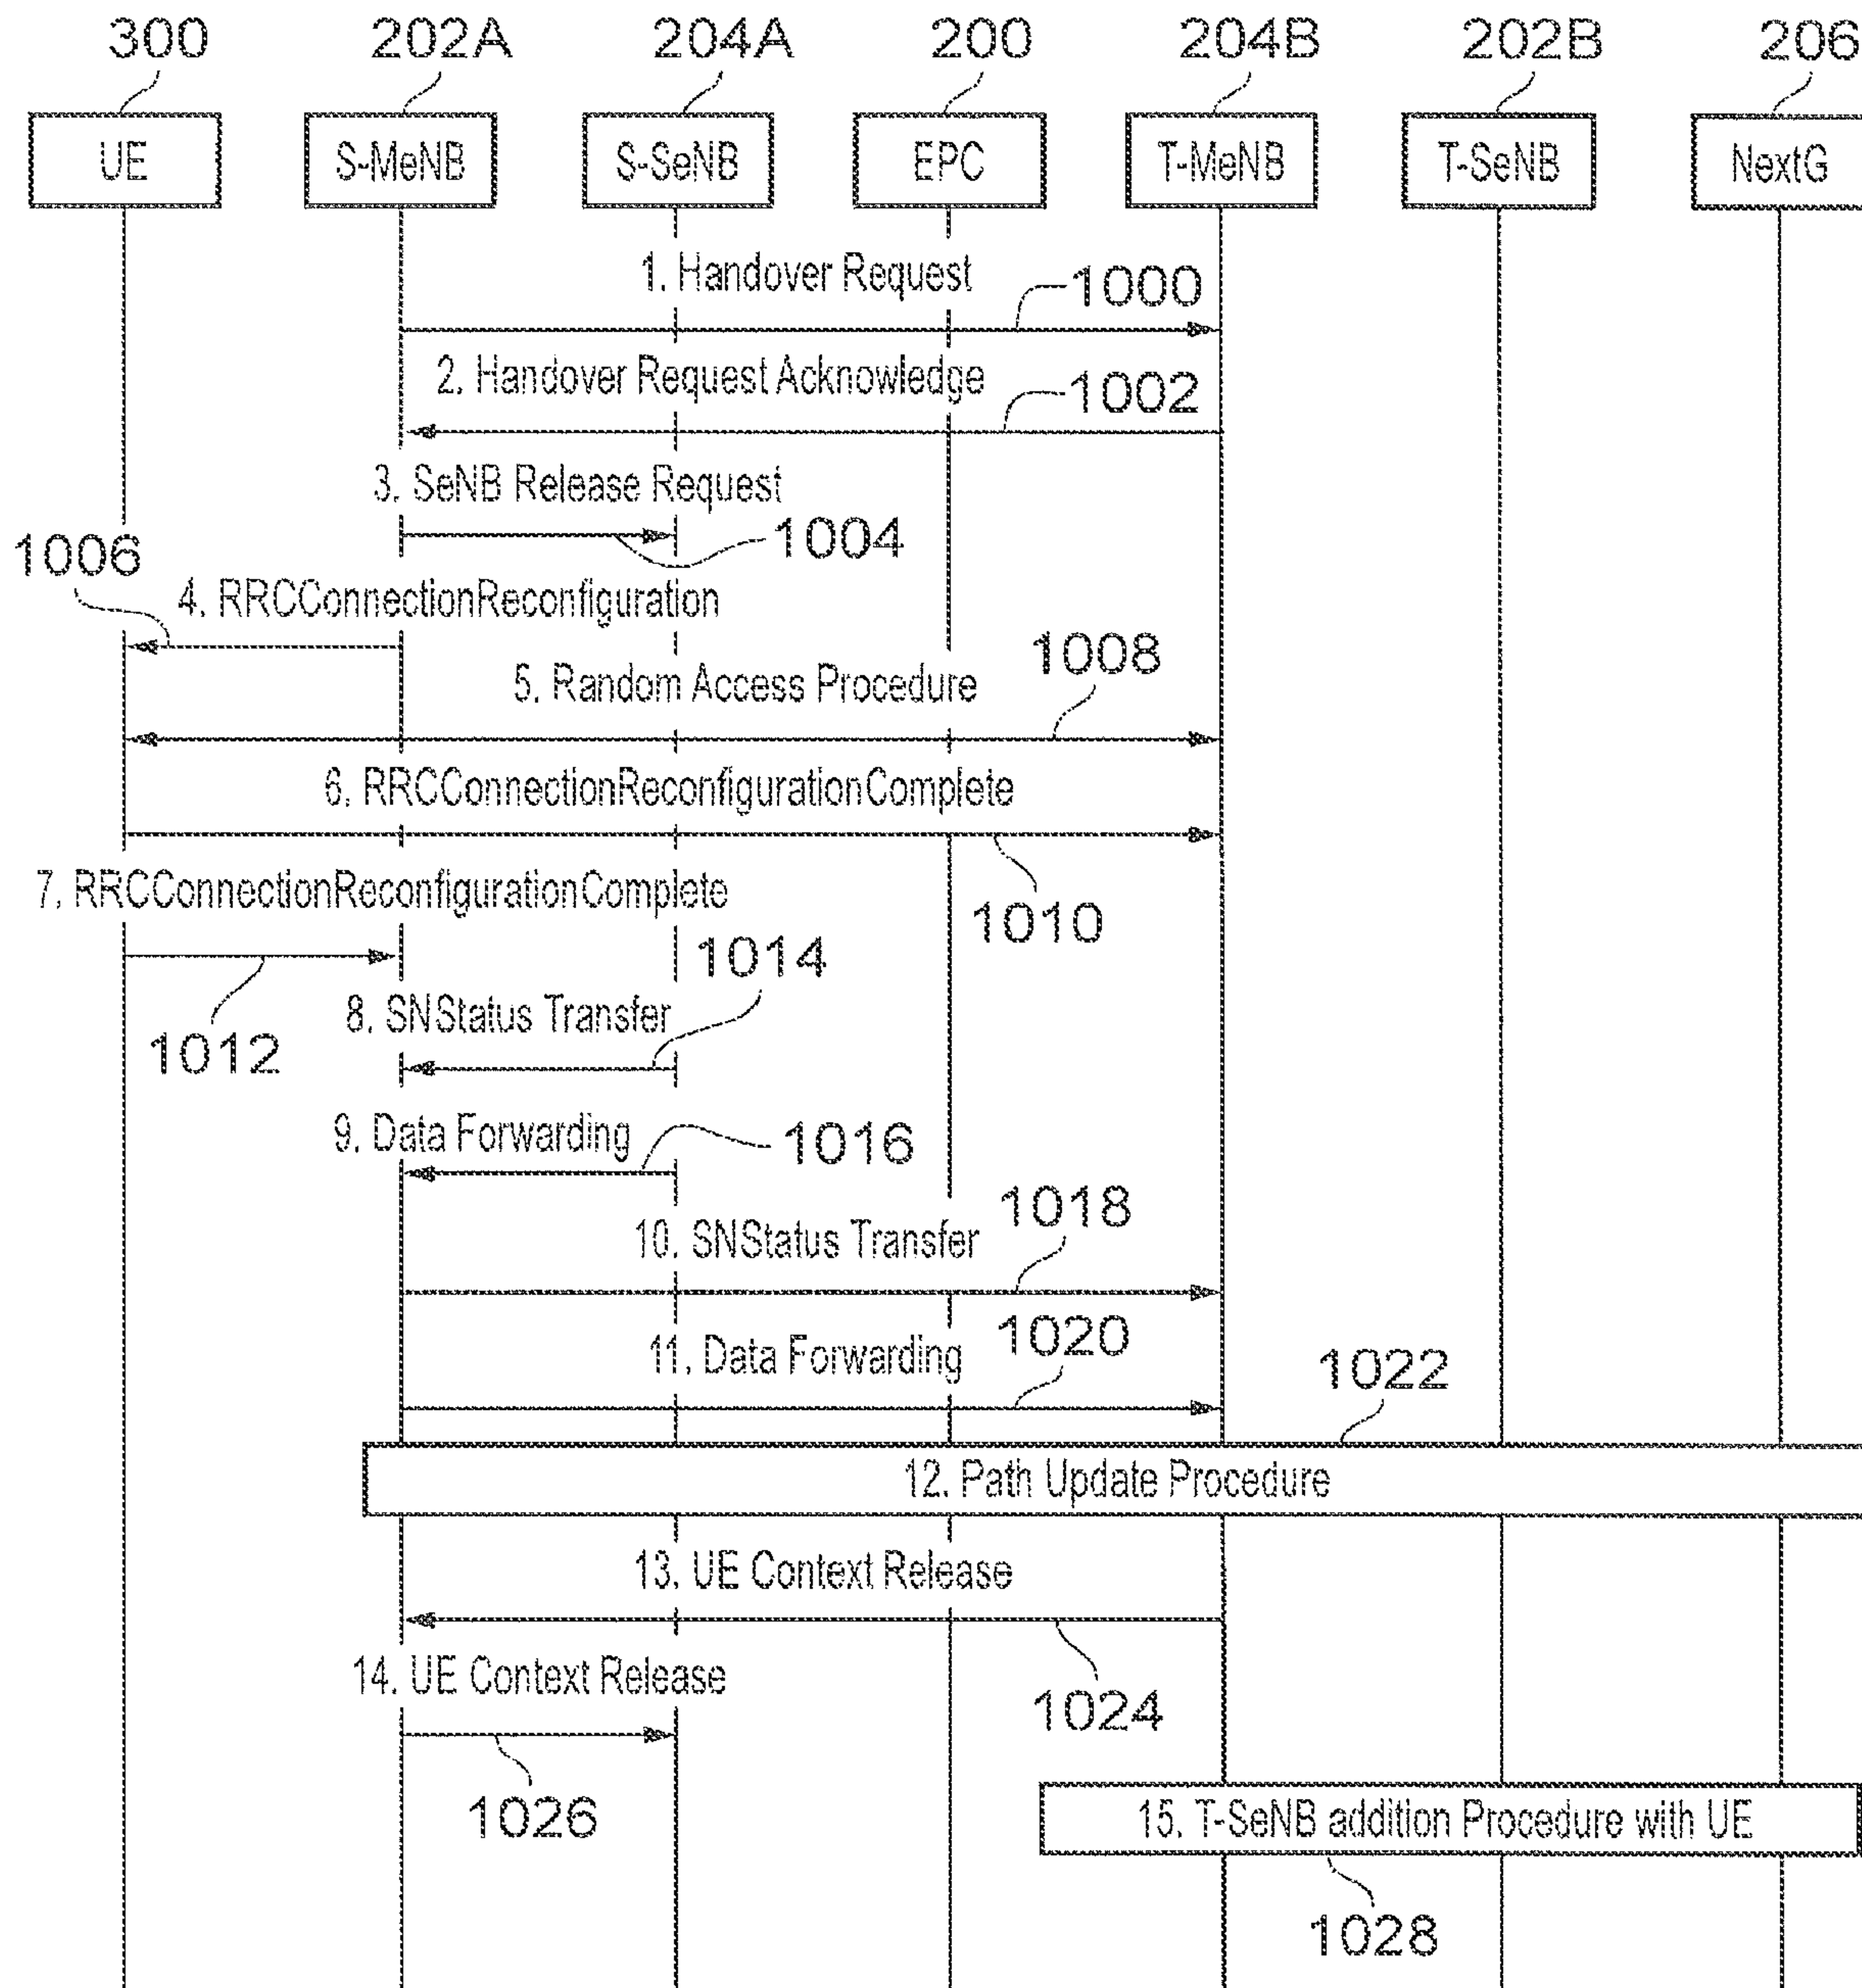 300 202A 204A 200 204B 202B 206
UE S-MeNB S-SeNB EPC T-MeNB T-SeNB NextG
1. Handover Request
1000
2. Handover Request Acknowledge
1002
3. SeNB Release Request
1004
1006
4. RRCConnectionReconfiguration
1008
5. Random Access Procedure
6. RRCConnectionReconfigurationComplete
1010
7. RRCConnectionReconfigurationComplete
1012
1014
8. SNStatus Transfer
9. Data Forwarding
1016
1018
10. SNStatus Transfer
1020
11. Data Forwarding
1022
12. Path Update Procedure
13. UE Context Release
1024
14. UE Context Release
1026
15. T-SeNB addition Procedure with UE
1028